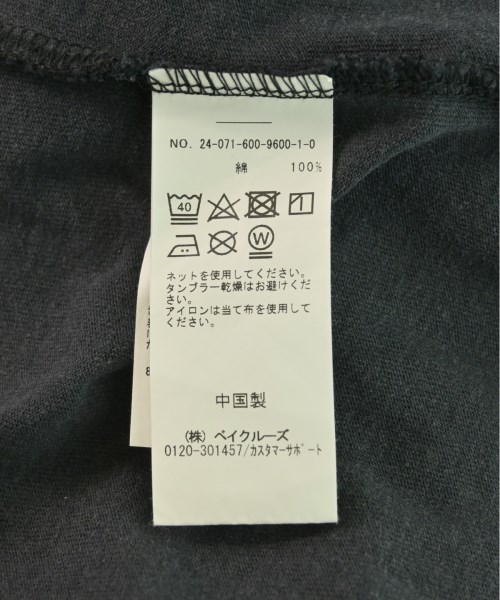 NO. 24-071-600-9600-1-0
綿 100%
40
W
ネットを使用してください。
タンブラー乾燥はお避けくださ
い。
アイロンは当て布を使用して
ください。
中国製
(株) ベイクルーズ
0120-301457/カスタマーサポート
8